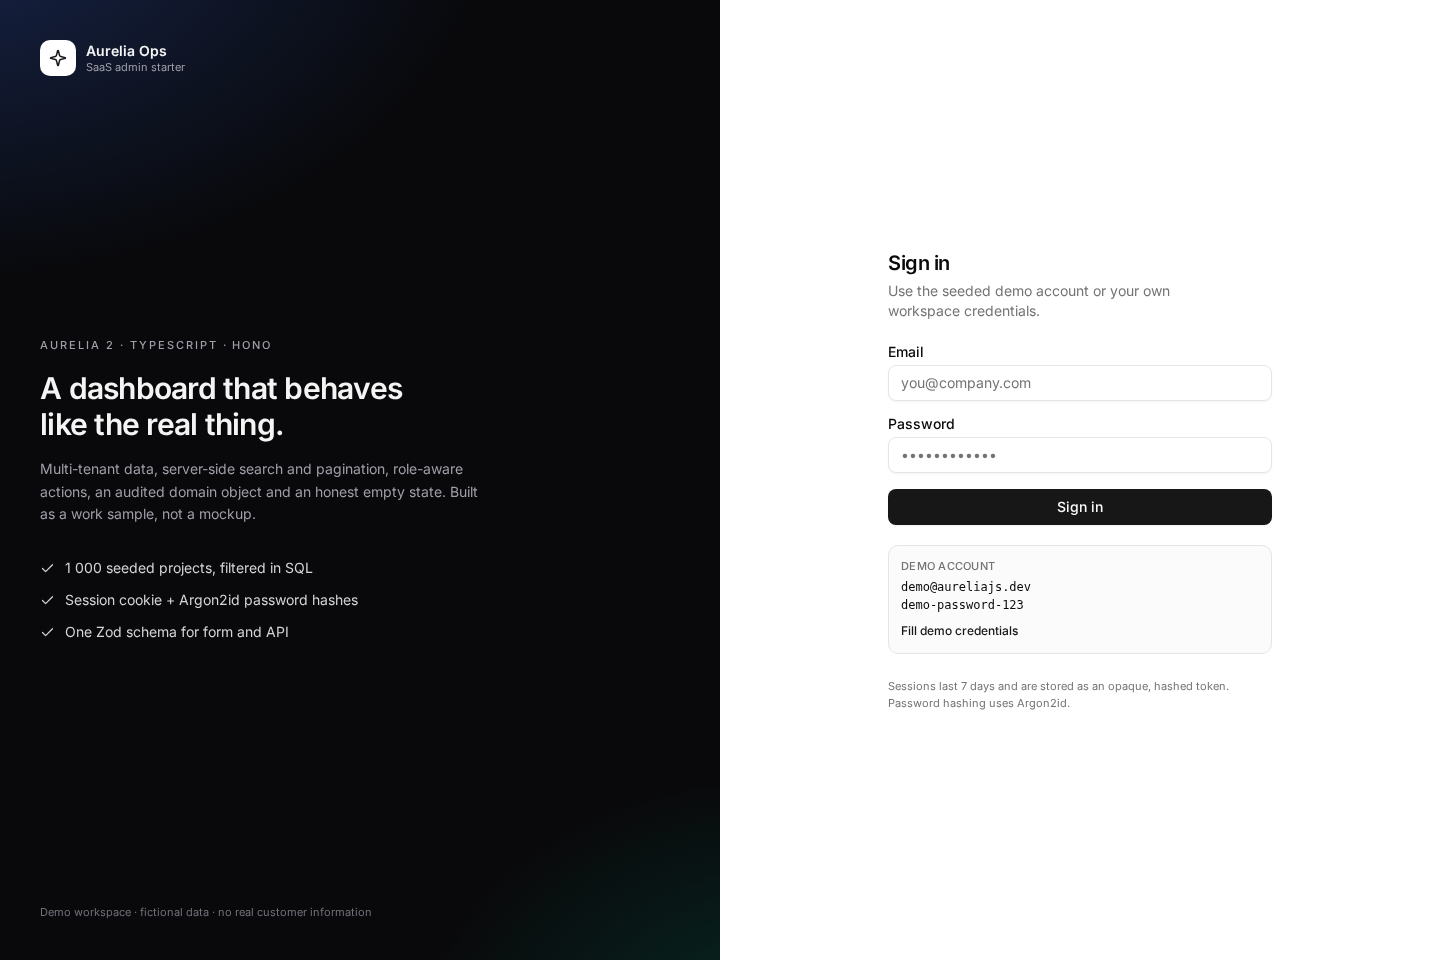 Aurelia Ops
SaaS admin starter
AURELIA 2 · TYPESCRIPT · HONO
A dashboard that behaves
like the real thing.
Multi-tenant data, server-side search and pagination, role-aware
actions, an audited domain object and an honest empty state. Built
as a work sample, not a mockup.
1 000 seeded projects, filtered in SQL
Session cookie + Argon2id password hashes
One Zod schema for form and API
Demo workspace · fictional data · no real customer information
Sign in
Use the seeded demo account or your own
workspace credentials.
Email
you@company.com
Password
••••••••••••
Sign in
DEMO ACCOUNT
demo@aureliajs.dev
demo-password-123
Fill demo credentials
Sessions last 7 days and are stored as an opaque, hashed token.
Password hashing uses Argon2id.